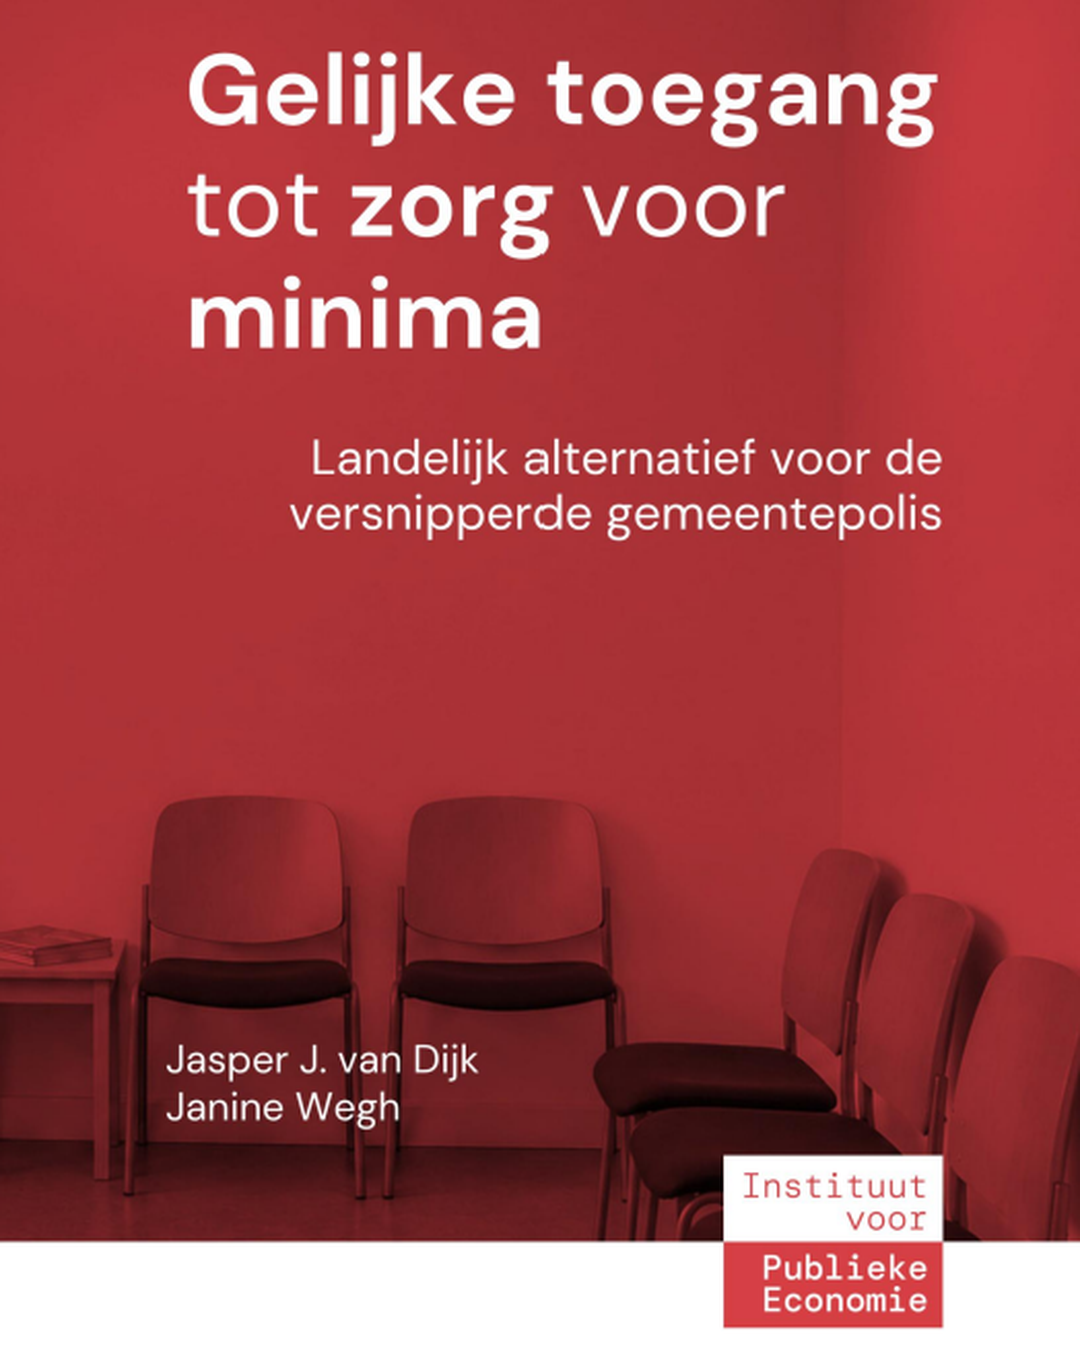 Gelijke toegang
tot zorg voor
minima
Landelijk alternatief voor de
versnipperde gemeentepolis
Jasper J. van Dijk
Janine Wegh
Instituut
voor
Publieke
Economie